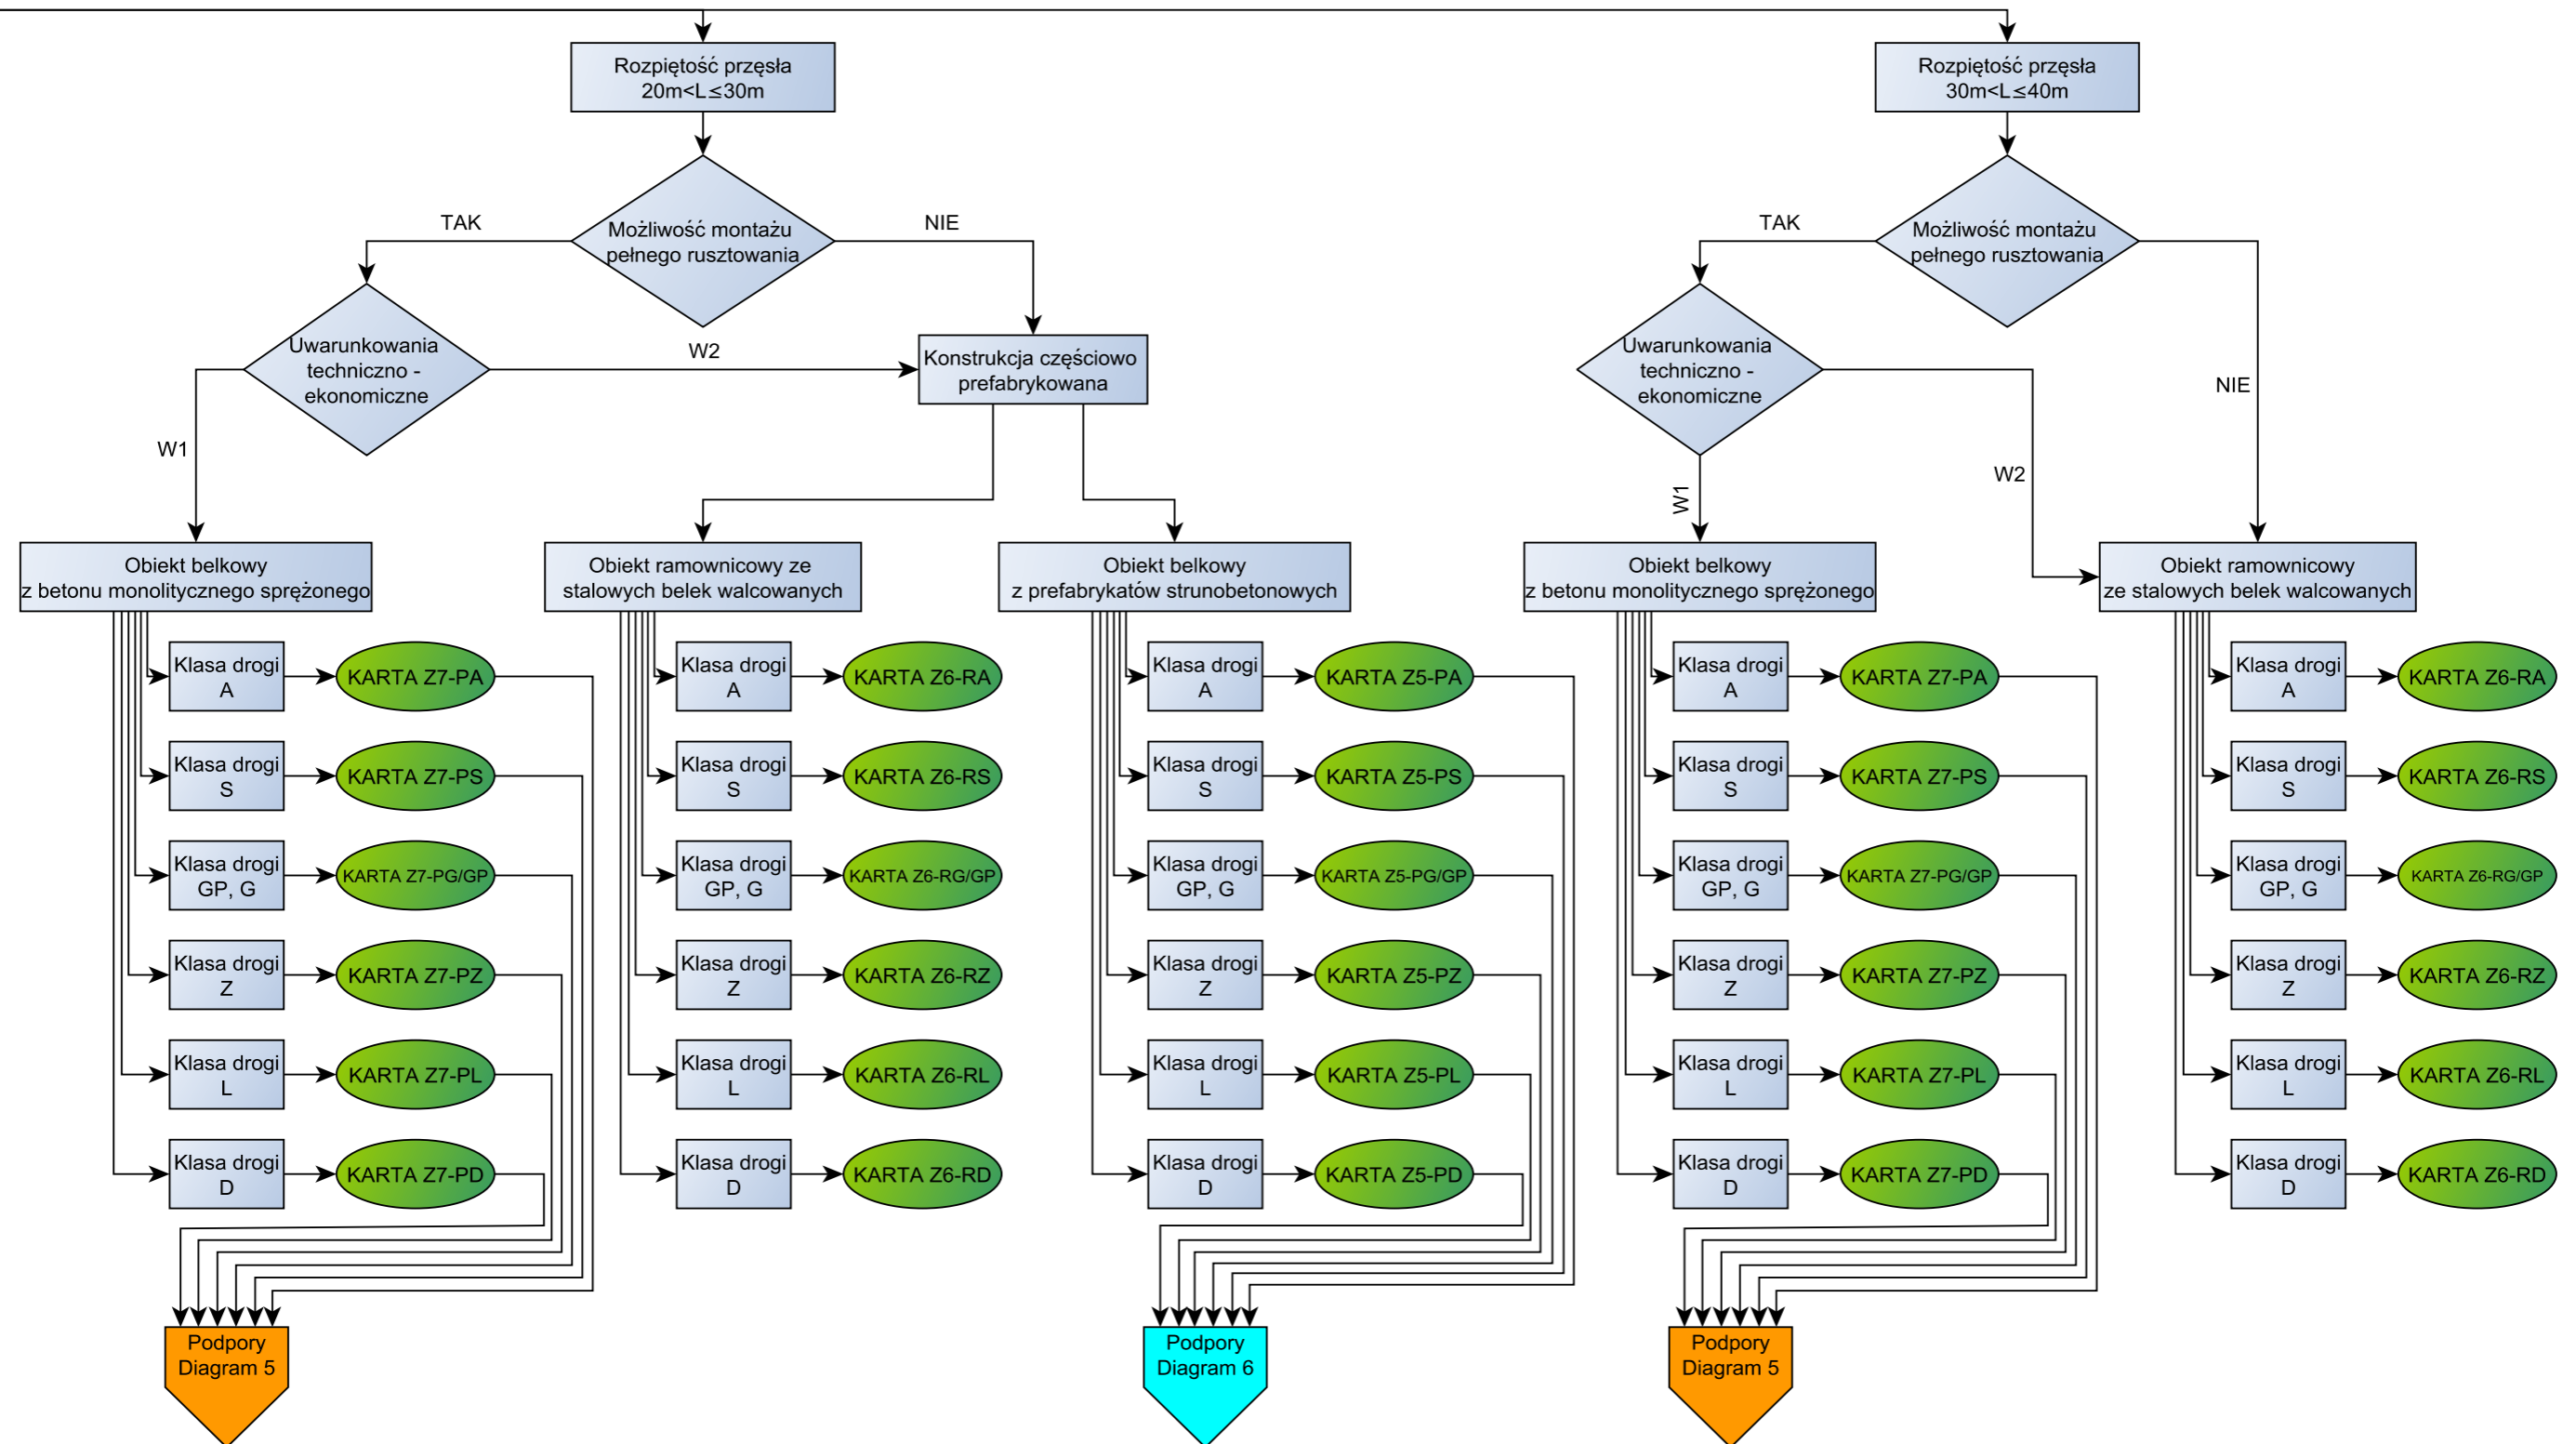 Rozpiętość przęsła
20m<L≤30m
Rozpiętość przęsła
30m<L≤40m
Możliwość montażu
pełnego rusztowania
TAK
NIE
Możliwość montażu
pełnego rusztowania
TAK
NIE
Uwarunkowania
techniczno -
ekonomiczne
W1
W2
Konstrukcja częściowo
prefabrykowana
Uwarunkowania
techniczno -
ekonomiczne
W1
W2
Obiekt belkowy
z betonu monolitycznego sprężonego
Klasa drogi
A
KARTA Z7-PA
Klasa drogi
S
KARTA Z7-PS
Klasa drogi
GP, G
KARTA Z7-PG/GP
Klasa drogi
Z
KARTA Z7-PZ
Klasa drogi
L
KARTA Z7-PL
Klasa drogi
D
KARTA Z7-PD
Podpory
Diagram 5
Obiekt ramownicowy ze
stalowych belek walcowanych
Klasa drogi
A
KARTA Z6-RA
Klasa drogi
S
KARTA Z6-RS
Klasa drogi
GP, G
KARTA Z6-RG/GP
Klasa drogi
Z
KARTA Z6-RZ
Klasa drogi
L
KARTA Z6-RL
Klasa drogi
D
KARTA Z6-RD
Obiekt belkowy
z prefabrykatów strunobetonowych
Klasa drogi
A
KARTA Z5-PA
Klasa drogi
S
KARTA Z5-PS
Klasa drogi
GP, G
KARTA Z5-PG/GP
Klasa drogi
Z
KARTA Z5-PZ
Klasa drogi
L
KARTA Z5-PL
Klasa drogi
D
KARTA Z5-PD
Podpory
Diagram 6
Obiekt belkowy
z betonu monolitycznego sprężonego
Klasa drogi
A
KARTA Z7-PA
Klasa drogi
S
KARTA Z7-PS
Klasa drogi
GP, G
KARTA Z7-PG/GP
Klasa drogi
Z
KARTA Z7-PZ
Klasa drogi
L
KARTA Z7-PL
Klasa drogi
D
KARTA Z7-PD
Podpory
Diagram 5
Obiekt ramownicowy
ze stalowych belek walcowanych
Klasa drogi
A
KARTA Z6-RA
Klasa drogi
S
KARTA Z6-RS
Klasa drogi
GP, G
KARTA Z6-RG/GP
Klasa drogi
Z
KARTA Z6-RZ
Klasa drogi
L
KARTA Z6-RL
Klasa drogi
D
KARTA Z6-RD